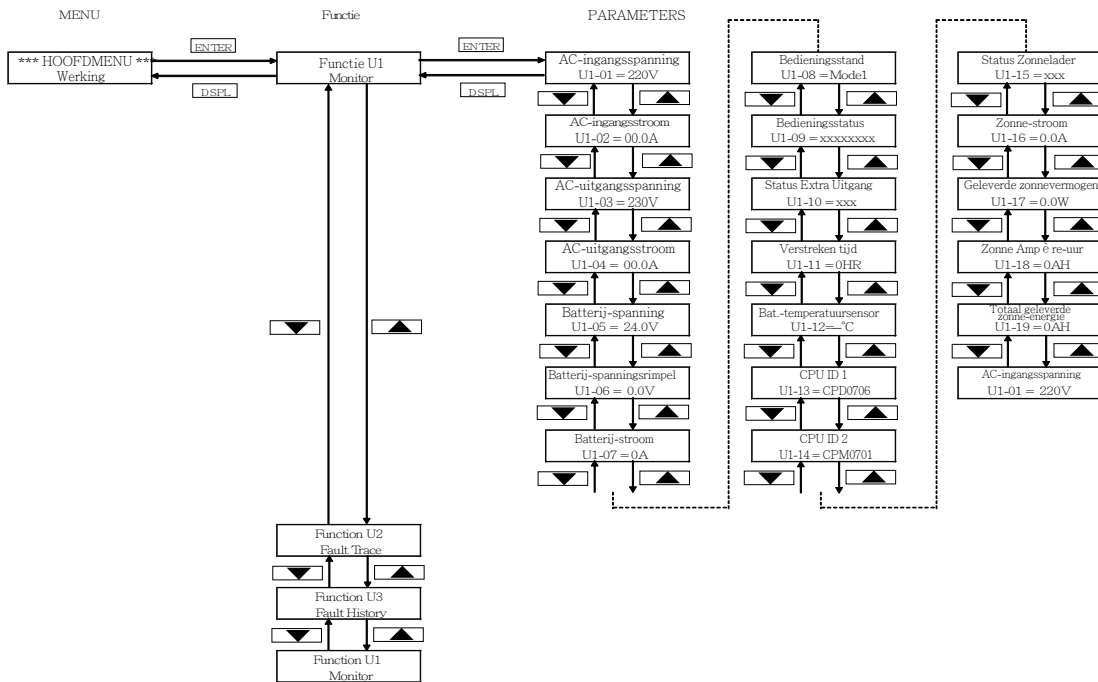 MENU
Functie
PARAMETERS
*** HOOFDMENU ***
Werking
ENTER
DSPL
Functie U1
Monitor
ENTER
DSPL
AC-ingangsspanning
U1-01 = 220V
AC-ingangsstroom
U1-02 = 00.0A
AC-uitgangsspanning
U1-03 = 230V
AC-uitgangsstroom
U1-04 = 00.0A
Batterij-spanning
U1-05 = 24.0V
Batterij-spanningsrimpel
U1-06 = 0.0V
Batterij-stroom
U1-07 = 0A
Bedieningsstand
U1-08 = Mode1
Bedieningsstatus
U1-09 = xxxxxxxx
Status Extra Uitgang
U1-10 = xxx
Verstreken tijd
U1-11 = 0HR
Bat.-temperatuursensor
U1-12=--°C
CPU ID 1
U1-13 = CPD0706
CPU ID 2
U1-14 = CPM0701
Status Zonnelader
U1-15 = xxx
Zonne-stroom
U1-16 = 0.0A
Geleverde zonnevermogen
U1-17 = 0.0W
Zonne Amp è re-uur
U1-18 = 0AH
Totaal geleverde
zonne-energie
U1-19 = 0AH
AC-ingangsspanning
U1-01 = 220V
Function U2
Fault Trace
Function U3
Fault History
Function U1
Monitor